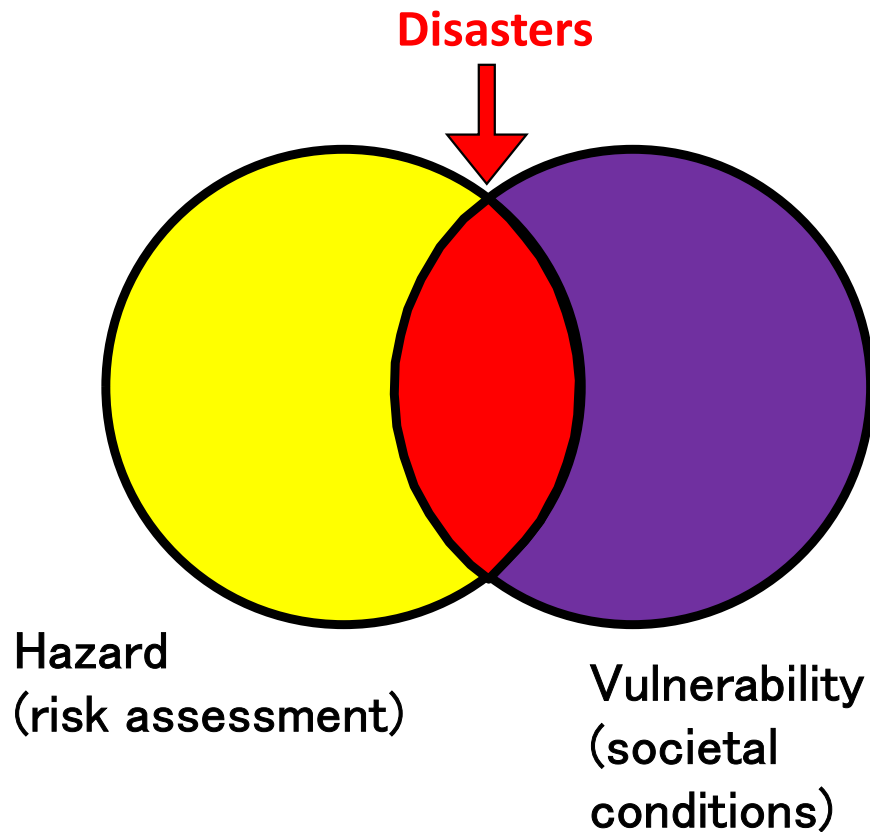 Disasters
Hazard
(risk assessment)
Vulnerability
(societal
conditions)